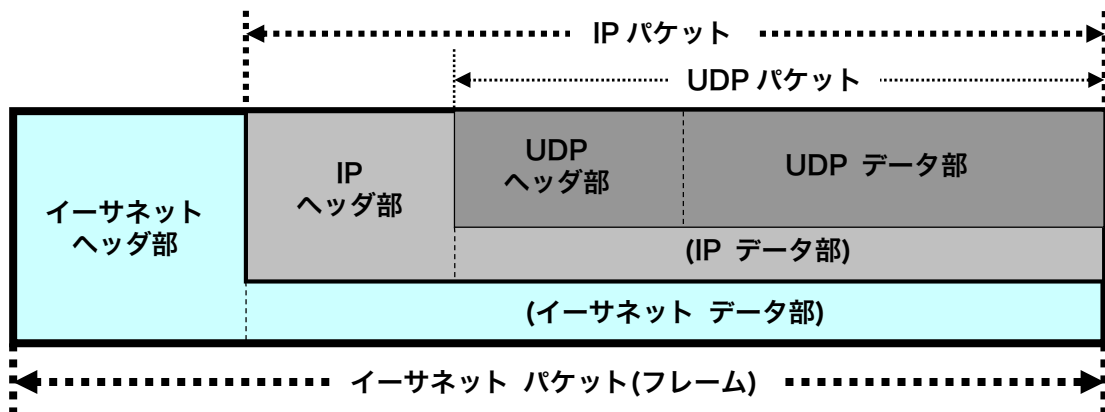 IP パケット
UDP パケット
イーサネット
ヘッダ部
IP
ヘッダ部
UDP
ヘッダ部
UDP データ部
(IP データ部)
(イーサネット データ部)
イーサネット パケット(フレーム)